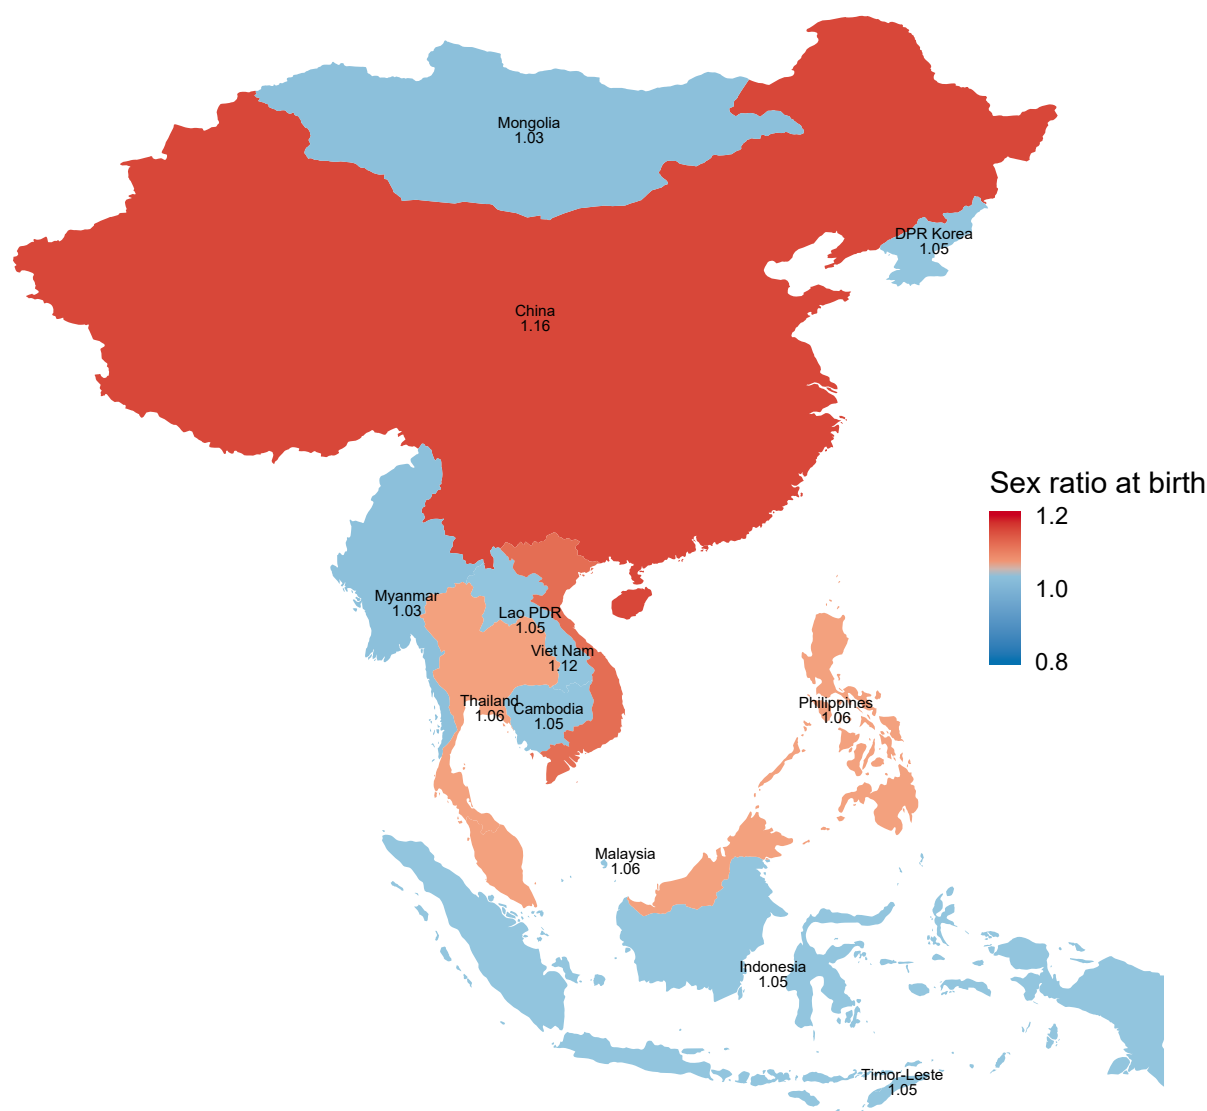 Mongolia
1.03
DPR Korea
1.05
China
1.16
Sex ratio at birth
1.2
1.0
0.8
Myanmar
1.03
Lao PDR
1.05
Viet Nam
1.12
Thailand
1.06
Cambodia
1.05
Philippines
1.06
Malaysia
1.06
Indonesia
1.05
Timor-Leste
1.05